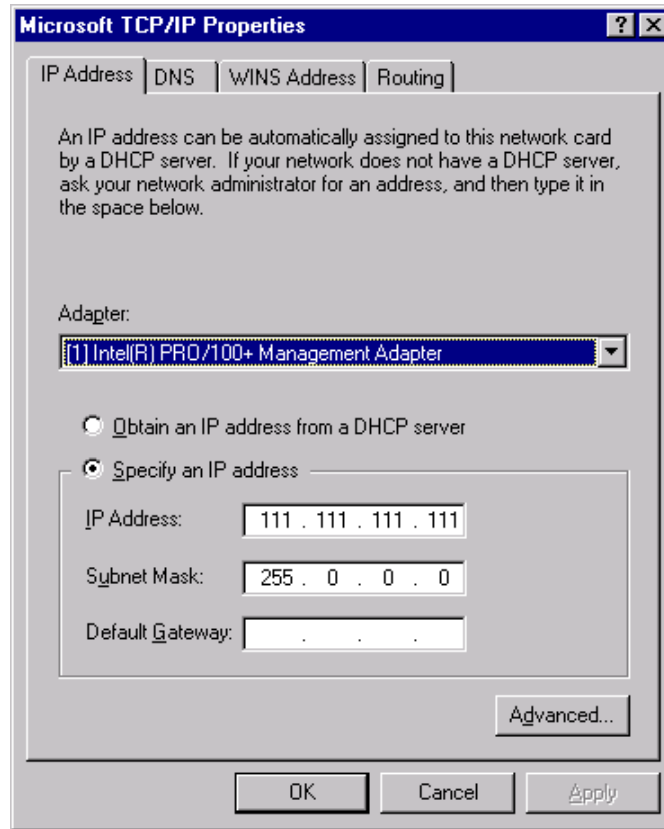 Microsoft TCP/IP Properties
IP Address DNS WINS Address Routing
An IP address can be automatically assigned to this network card
by a DHCP server. If your network does not have a DHCP server,
ask your network administrator for an address, and then type it in
the space below.
Adapter:
[1] Intel(R) PRO/100+ Management Adapter
Obtain an IP address from a DHCP server
Specify an IP address
IP Address: 111 . 111 . 111 . 111
Subnet Mask: 255 . 0 . 0 . 0
Default Gateway: . . .
Advanced...
OK Cancel Apply